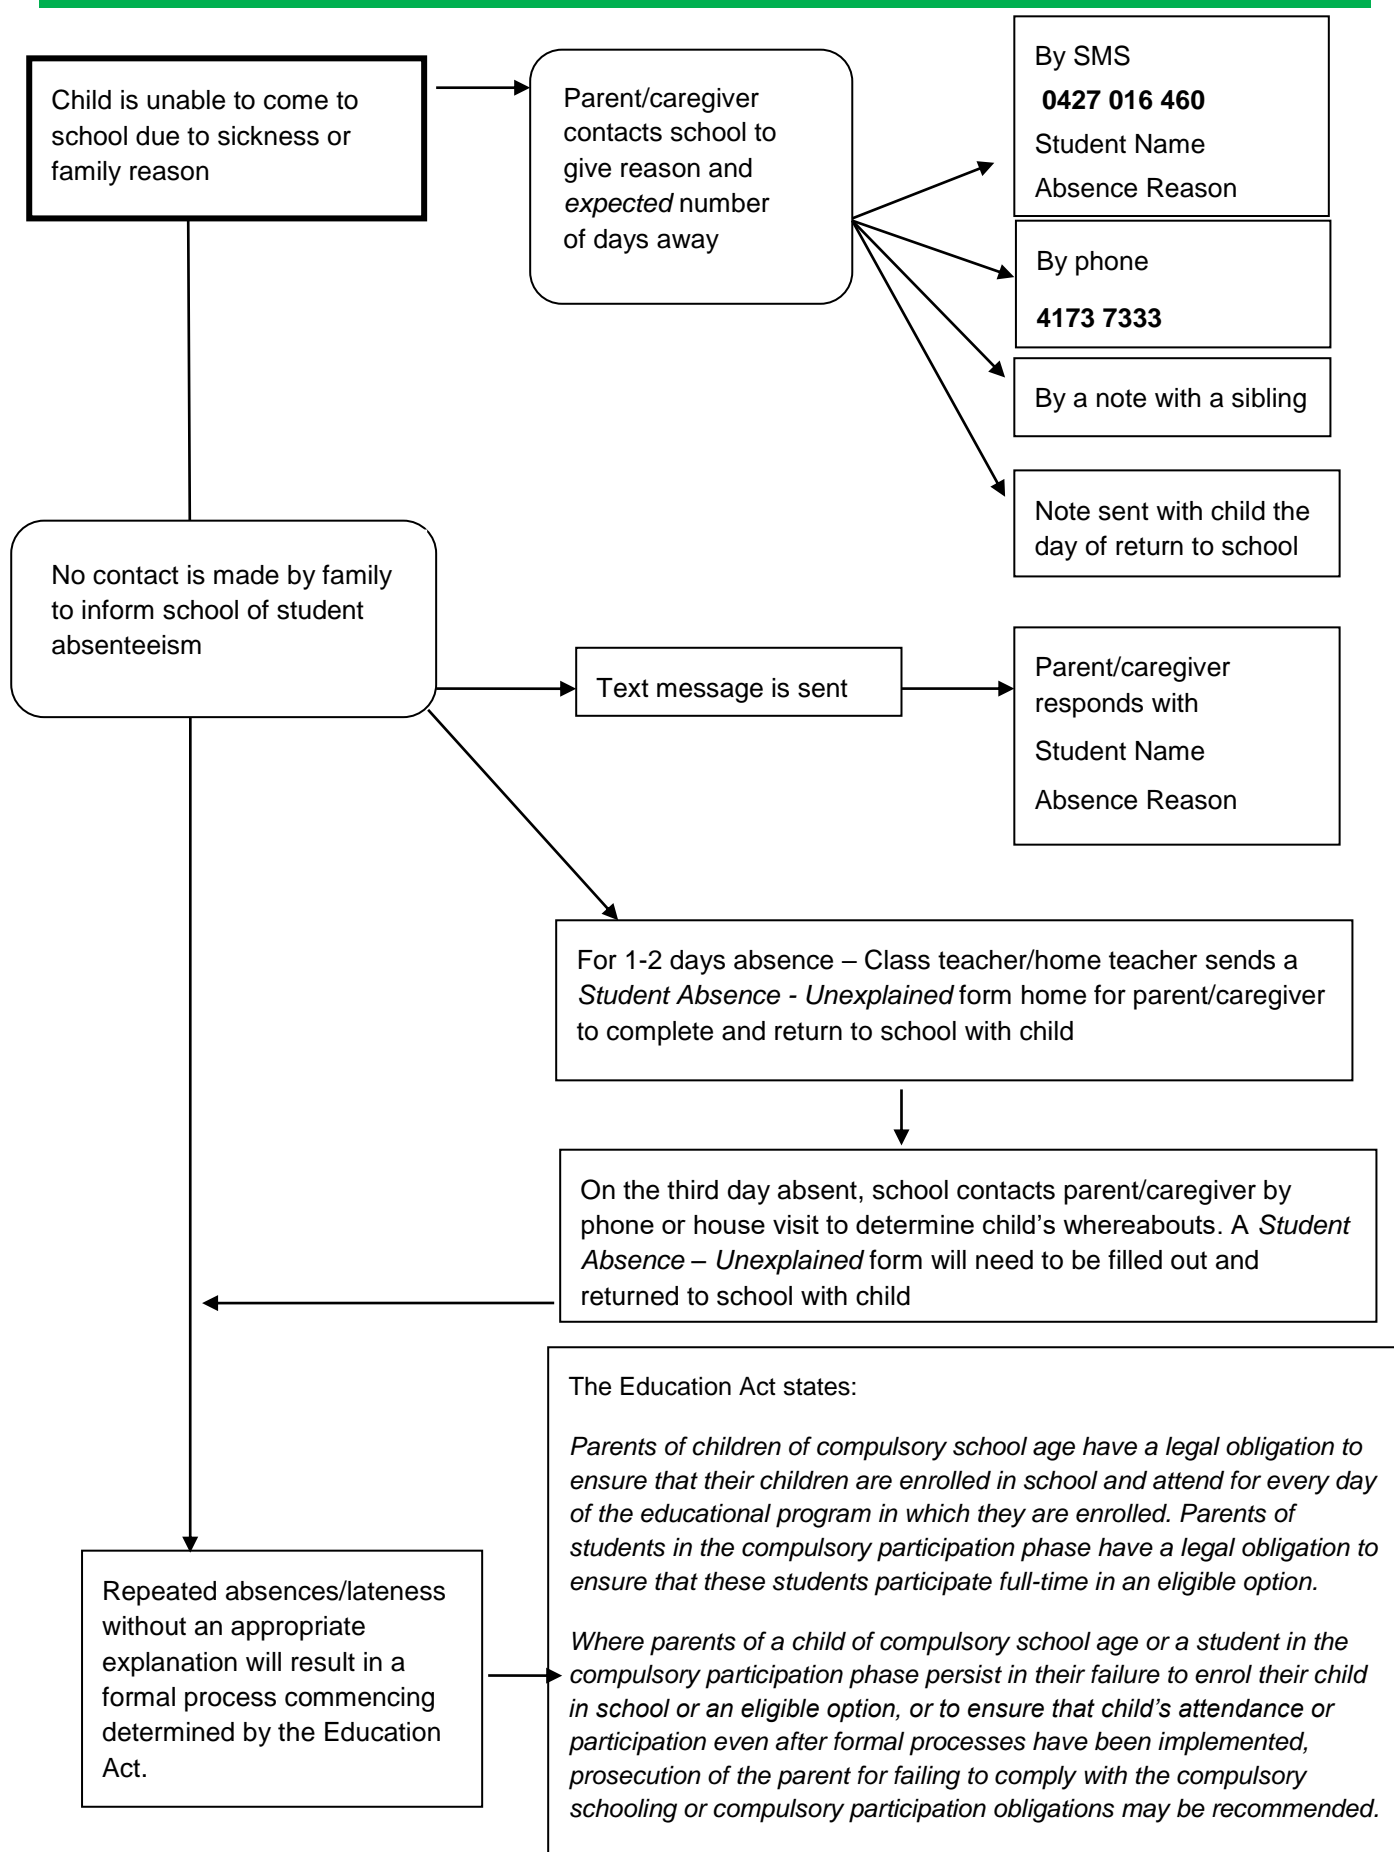 Child is unable to come to
school due to sickness or
family reason
Parent/caregiver
contacts school to
give reason and
expected number
of days away
By SMS
0427 016 460
Student Name
Absence Reason
By phone
4173 7333
By a note with a sibling
Note sent with child the
day of return to school
No contact is made by family
to inform school of student
absenteeism
Text message is sent
Parent/caregiver
responds with
Student Name
Absence Reason
For 1-2 days absence – Class teacher/home teacher sends a
Student Absence - Unexplained form home for parent/caregiver
to complete and return to school with child
On the third day absent, school contacts parent/caregiver by
phone or house visit to determine child’s whereabouts. A Student
Absence – Unexplained form will need to be filled out and
returned to school with child
Repeated absences/lateness
without an appropriate
explanation will result in a
formal process commencing
determined by the Education
Act.
The Education Act states:
Parents of children of compulsory school age have a legal obligation to
ensure that their children are enrolled in school and attend for every day
of the educational program in which they are enrolled. Parents of
students in the compulsory participation phase have a legal obligation to
ensure that these students participate full-time in an eligible option.
Where parents of a child of compulsory school age or a student in the
compulsory participation phase persist in their failure to enrol their child
in school or an eligible option, or to ensure that child’s attendance or
participation even after formal processes have been implemented,
prosecution of the parent for failing to comply with the compulsory
schooling or compulsory participation obligations may be recommended.